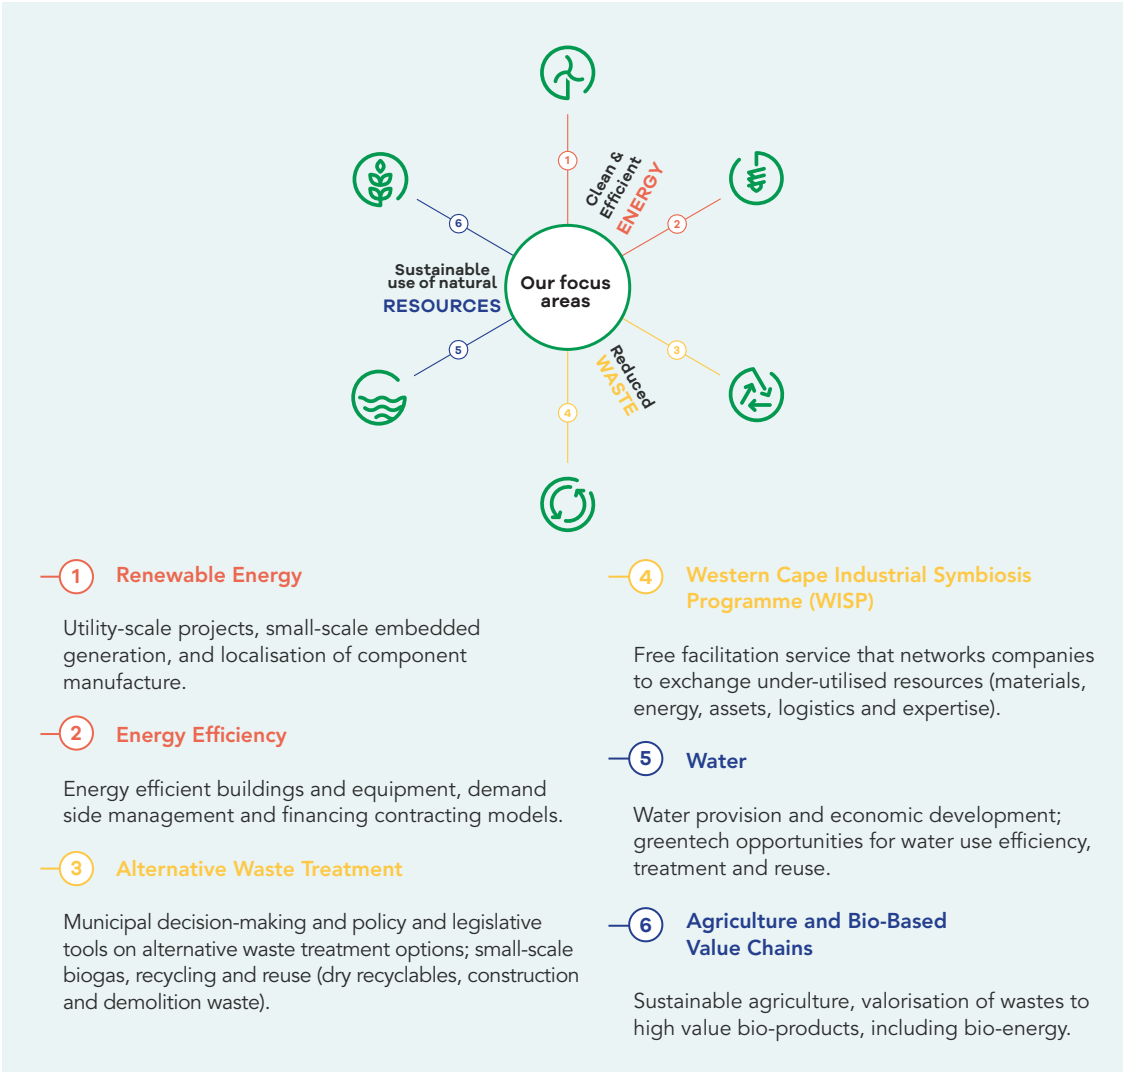 1
Clean &
Efficient
ENERGY
2
6
Sustainable
use of natural
RESOURCES
Our focus
areas
5
3
Reduced
WASTE
4
1 Renewable Energy
Utility-scale projects, small-scale embedded
generation, and localisation of component
manufacture.
2 Energy Efficiency
Energy efficient buildings and equipment, demand
side management and financing contracting models.
3 Alternative Waste Treatment
Municipal decision-making and policy and legislative
tools on alternative waste treatment options; small-scale
biogas, recycling and reuse (dry recyclables, construction
and demolition waste).
4 Western Cape Industrial Symbiosis
Programme (WISP)
Free facilitation service that networks companies
to exchange under-utilised resources (materials,
energy, assets, logistics and expertise).
5 Water
Water provision and economic development;
greentech opportunities for water use efficiency,
treatment and reuse.
6 Agriculture and Bio-Based
Value Chains
Sustainable agriculture, valorisation of wastes to
high value bio-products, including bio-energy.